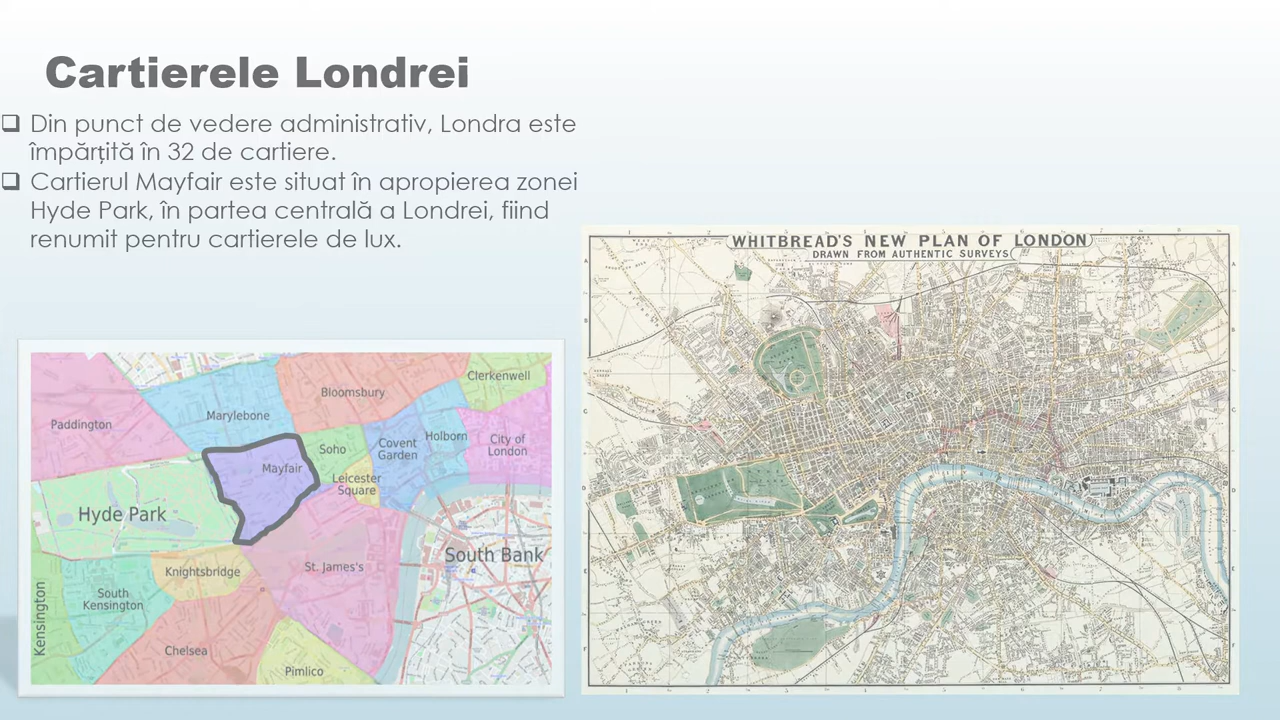 Cartierele Londrei
Din punct de vedere administrativ, Londra este
împărțită în 32 de cartiere.
Cartierul Mayfair este situat în apropierea zonei
Hyde Park, în partea centrală a Londrei, fiind
renumit pentru cartierele de lux.
WHITBREAD'S NEW PLAN OF LONDON
DRAWN FROM AUTHENTIC SURVEYS
Clerkenwell
Bloomsbury
Marylebone
Paddington
Holborn
Covent
Garden
City of
London
Soho
Mayfair
Leicester
Square
Hyde Park
South Bank
St. James's
Knightsbridge
South
Kensington
Kensington
Chelsea
Pimlico